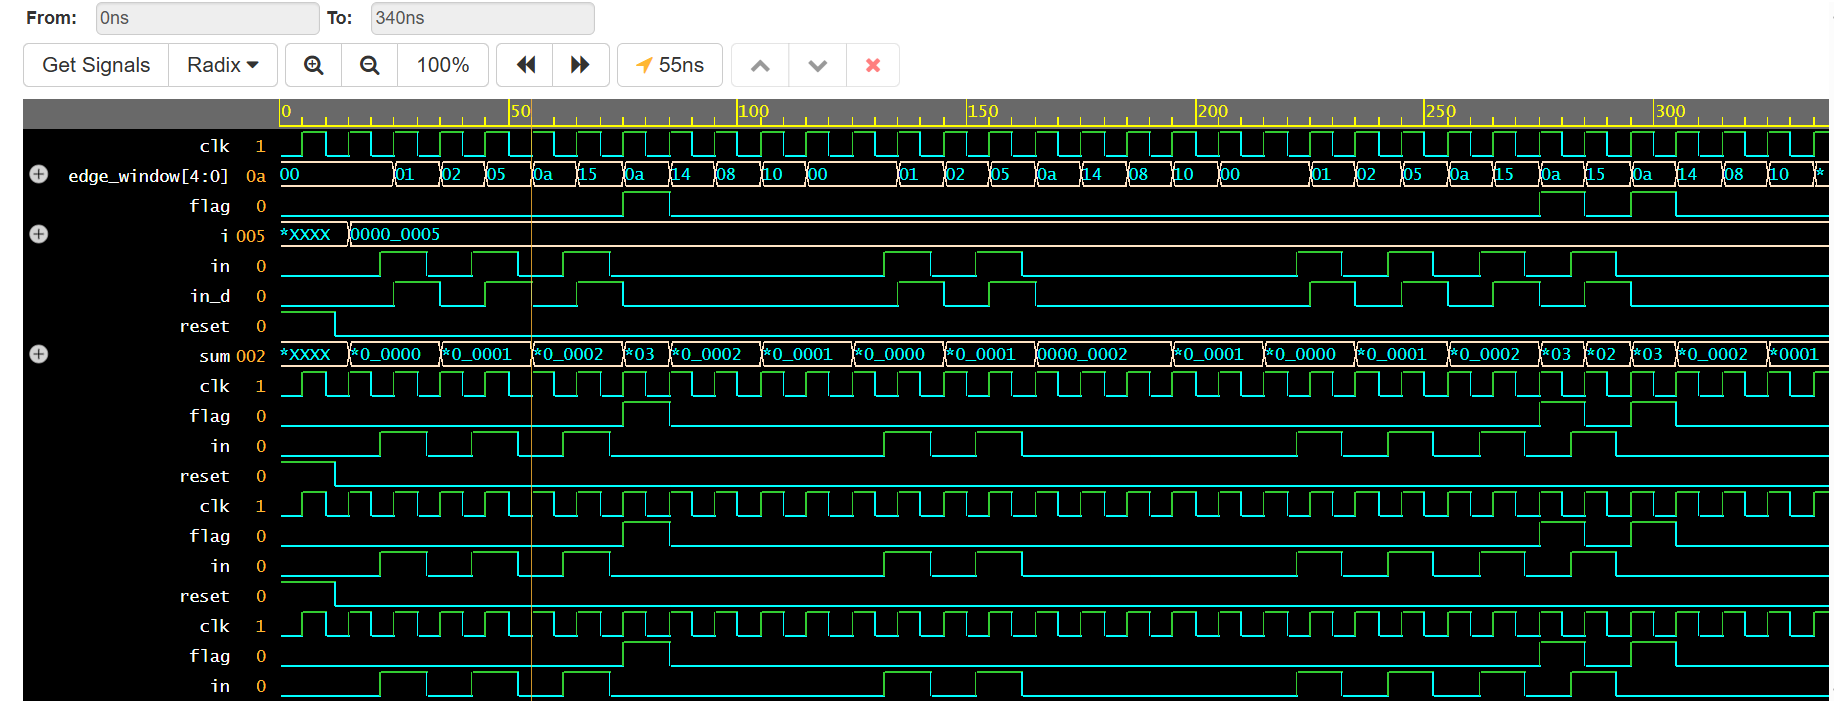 From: 0ns To: 340ns
Get Signals Radix 100% 55ns
0 50 100 150 200 250 300
clk 1
edge_window[4:0] 0a 00 01 02 05 0a 15 0a 14 08 10 00 01 02 05 0a 14 08 10 00 01 02 05 0a 15 0a 15 0a 14 08 10 *
flag 0
i 005 *XXXX 0000_0005
in 0
in_d 0
reset 0
sum 002 *XXXX *0_0000 *0_0001 *0_0002 *03 *0_0002 *0_0001 *0_0000 *0_0001 0000_0002 *0_0001 *0_0000 *0_0001 *0_0002 *03 *02 *03 *0_0002 *0001
clk 1
flag 0
in 0
reset 0
clk 1
flag 0
in 0
reset 0
clk 1
flag 0
in 0